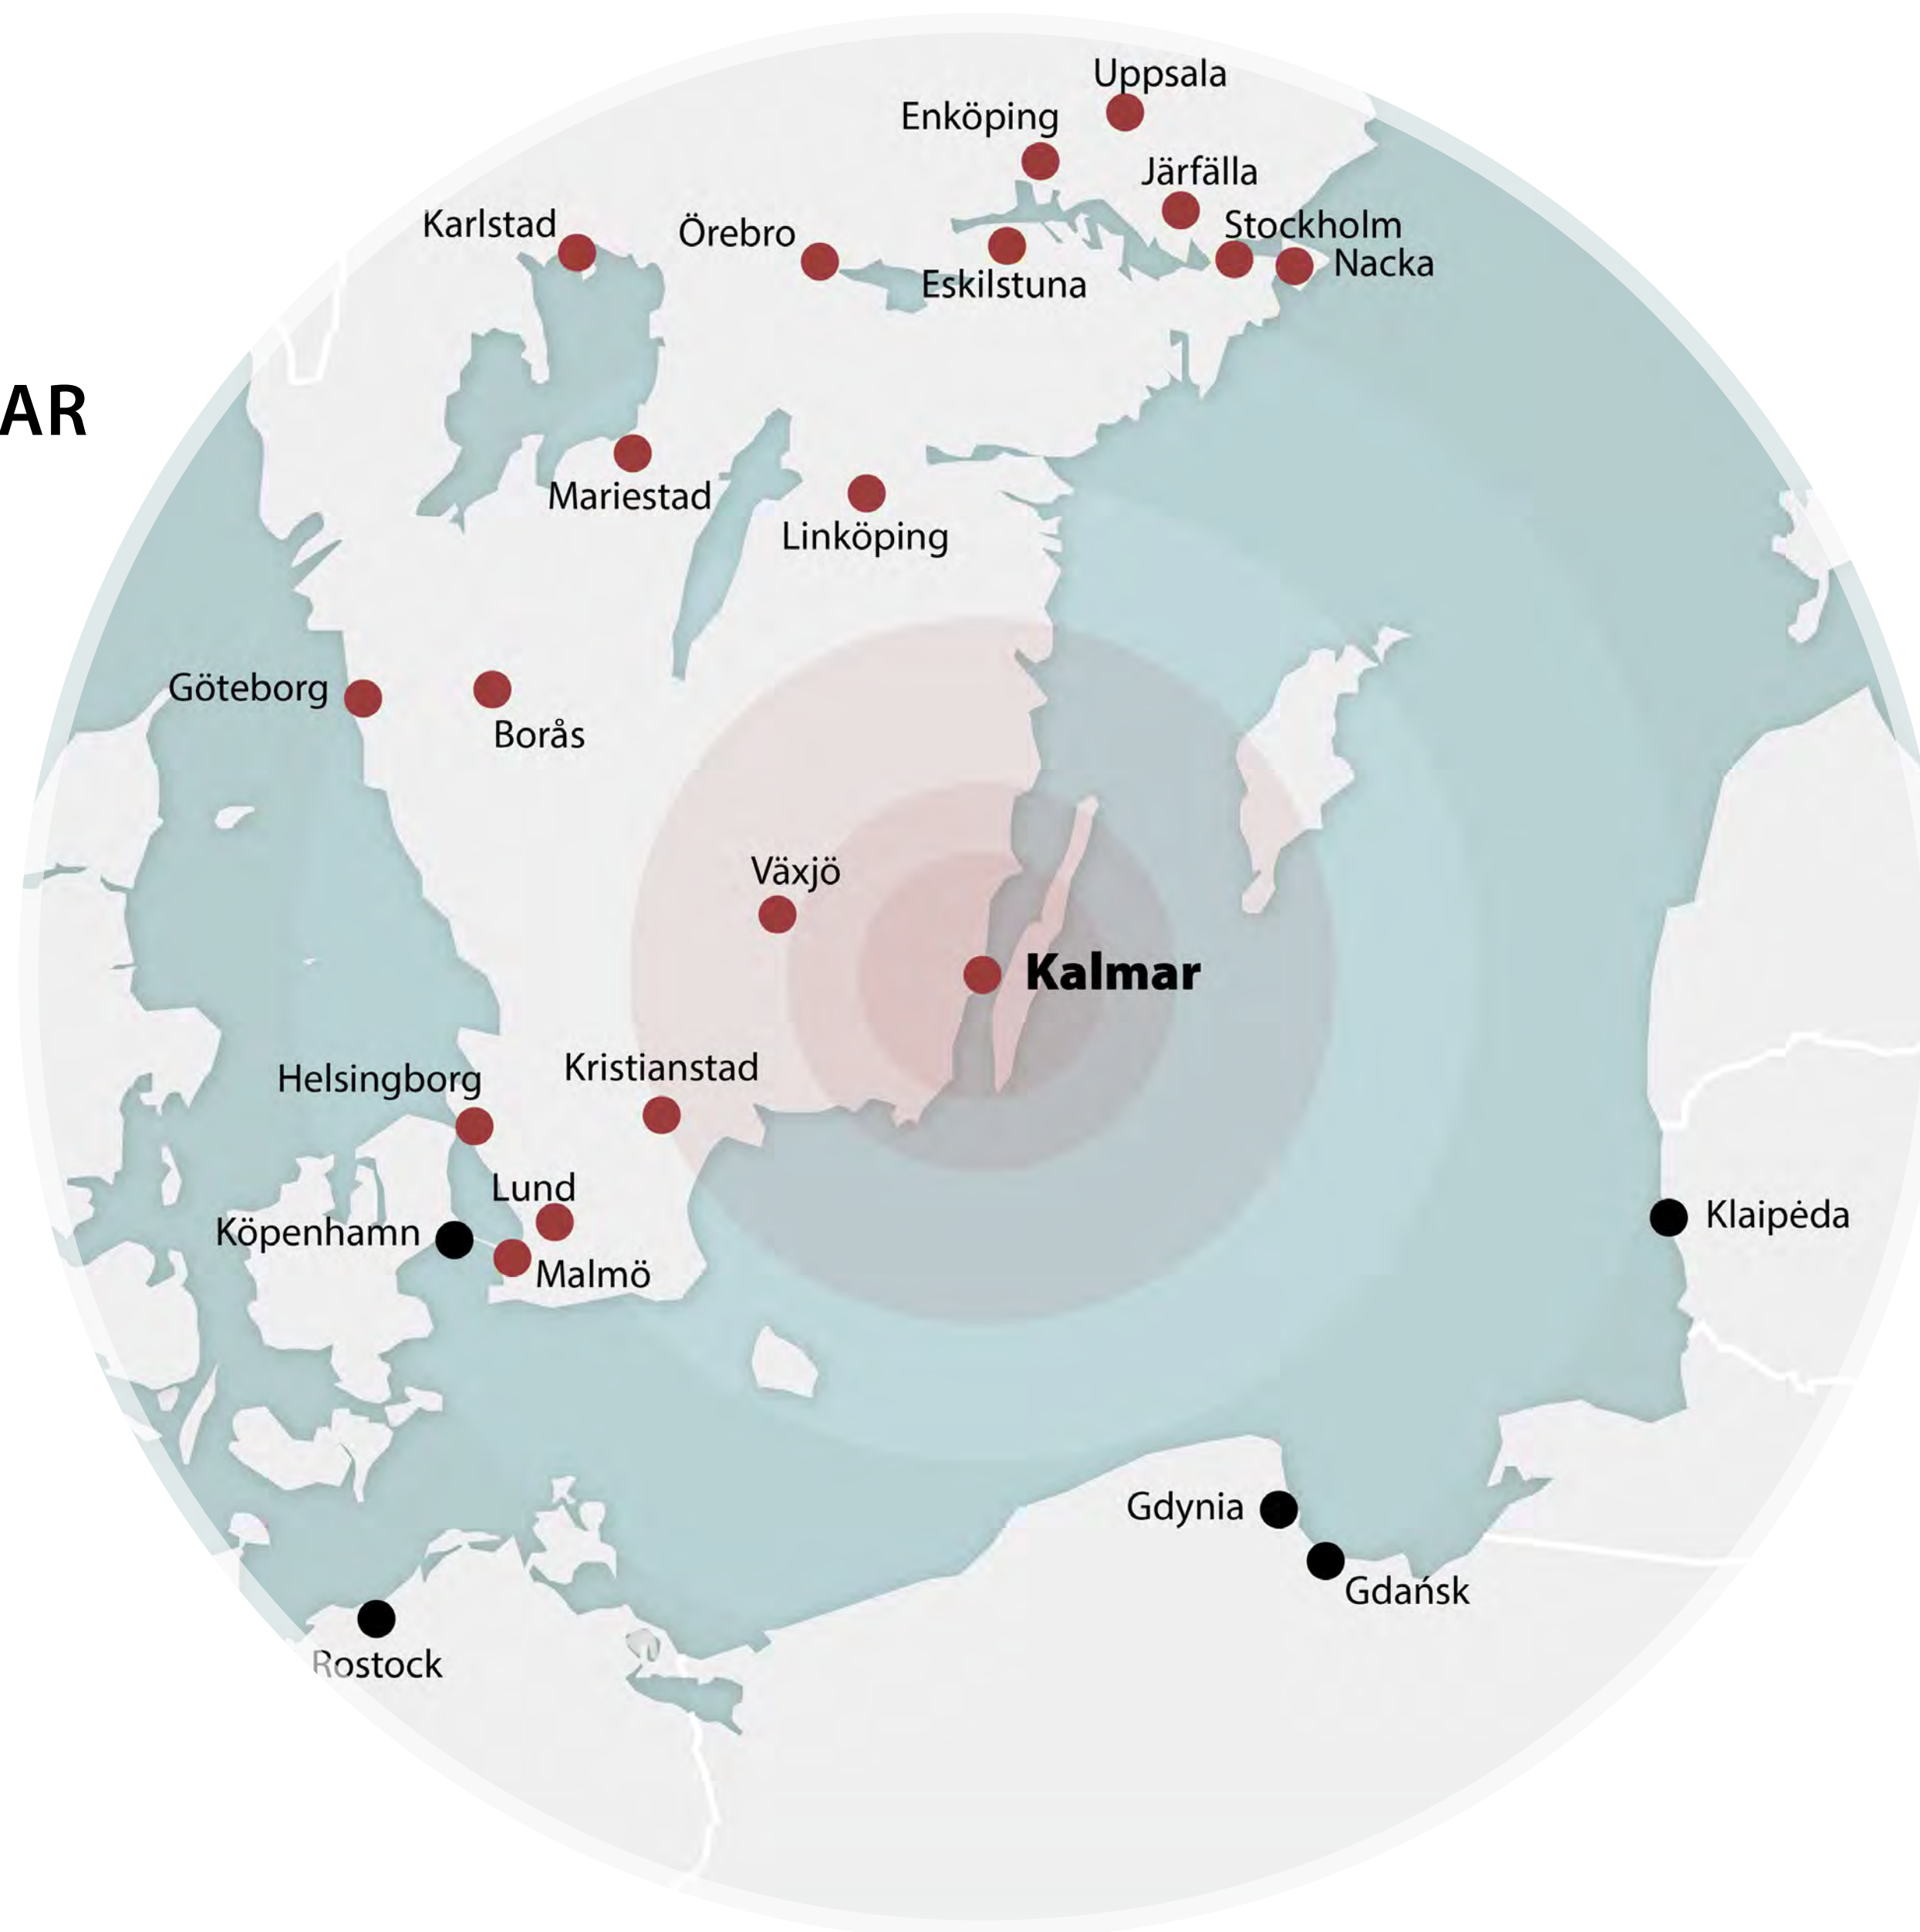 Uppsala
Enköping
Järfälla
Karlstad
Örebro
Stockholm
Nacka
Eskilstuna
AR
Mariestad
Linköping
Göteborg
Borås
Växjö
Kalmar
Kristianstad
Helsingborg
Lund
Köpenhamn
Klaipėda
Malmö
Gdynia
Gdańsk
Rostock